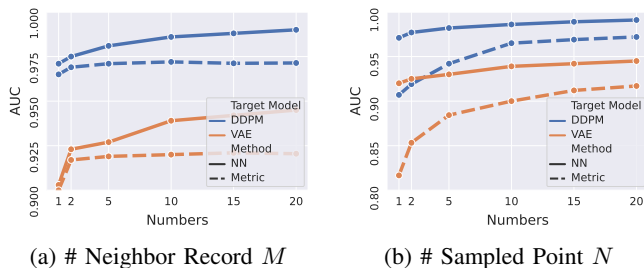 1.000
0.975
0.950
0.925
0.900
AUC
Target Model
DDPM
VAE
Method
NN
Metric
1 2 5 10 15 20
Numbers
(a) # Neighbor Record M
1.00
0.95
0.90
0.85
0.80
AUC
Target Model
DDPM
VAE
Method
NN
Metric
1 2 5 10 15 20
Numbers
(b) # Sampled Point N